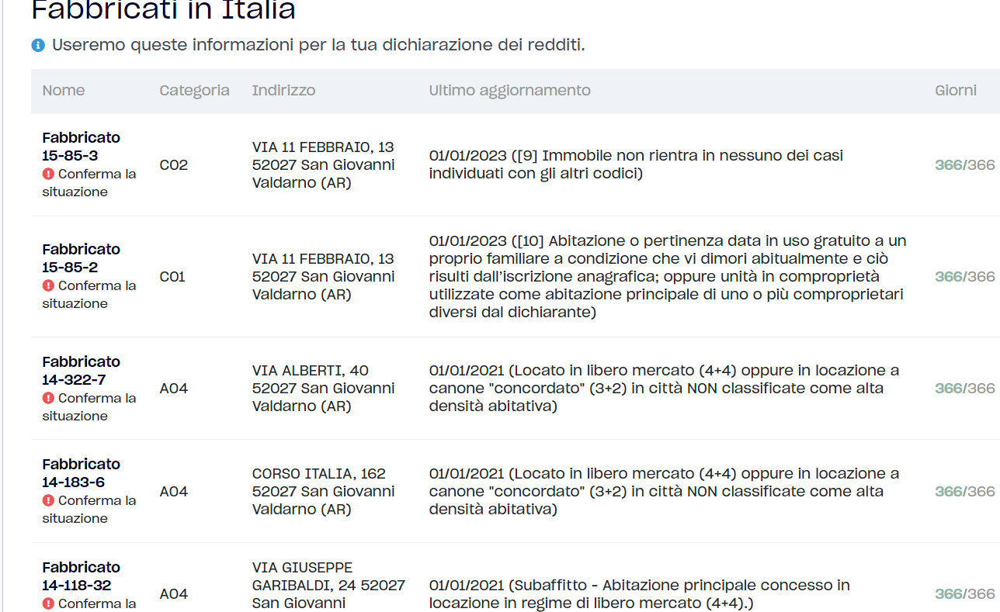 Fabbricati in Italia
Useremo queste informazioni per la tua dichiarazione dei redditi.
Nome Categoria Indirizzo Ultimo aggiornamento Giorni
Fabbricato
15-85-3
Conferma la
situazione
C02
VIA 11 FEBBRAIO, 13
52027 San Giovanni
Valdarno (AR)
01/01/2023 ([9] Immobile non rientra in nessuno dei casi
individuati con gli altri codici)
366/366
Fabbricato
15-85-2
Conferma la
situazione
C01
VIA 11 FEBBRAIO, 13
52027 San Giovanni
Valdarno (AR)
01/01/2023 ([10] Abitazione o pertinenza data in uso gratuito a un
proprio familiare a condizione che vi dimori abitualmente e ciò
risulti dall'iscrizione anagrafica; oppure unità in comproprietà
utilizzate come abitazione principale di uno o più comproprietari
diversi dal dichiarante)
366/366
Fabbricato
14-322-7
Conferma la
situazione
A04
VIA ALBERTI, 40
52027 San Giovanni
Valdarno (AR)
01/01/2021 (Locato in libero mercato (4+4) oppure in locazione a
canone "concordato" (3+2) in città NON classificate come alta
densità abitativa)
366/366
Fabbricato
14-183-6
Conferma la
situazione
A04
CORSO ITALIA, 162
52027 San Giovanni
Valdarno (AR)
01/01/2021 (Locato in libero mercato (4+4) oppure in locazione a
canone "concordato" (3+2) in città NON classificate come alta
densità abitativa)
366/366
Fabbricato
14-118-32
Conferma la
A04
VIA GIUSEPPE
GARIBALDI, 24 52027
San Giovanni
01/01/2021 (Subaffitto - Abitazione principale concesso in
locazione in regime di libero mercato (4+4).)
366/366